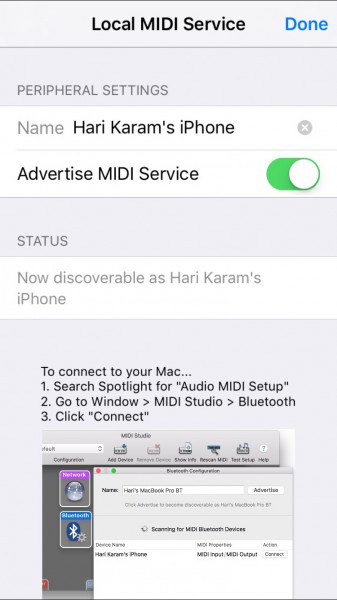 Local MIDI Service Done
PERIPHERAL SETTINGS
Name Hari Karam's iPhone
Advertise MIDI Service
STATUS
Now discoverable as Hari Karam's
iPhone
To connect to your Mac...
1. Search Spotlight for "Audio MIDI Setup"
2. Go to Window > MIDI Studio > Bluetooth
3. Click "Connect"
MIDI Studio
fault
Configuration Add Device Remove Device Show Info Rescan MIDI Test Setup Help
Network
Bluetooth Configuration
Name: Hari's MacBook Pro BT Advertise
Click Advertise to become discoverable as Hari's MacBook Pro BT
Bluetooth
Scanning for MIDI Bluetooth Devices
Device Name MIDI Properties Action
Hari Karam's iPhone MIDI Input/MIDI Output Connect